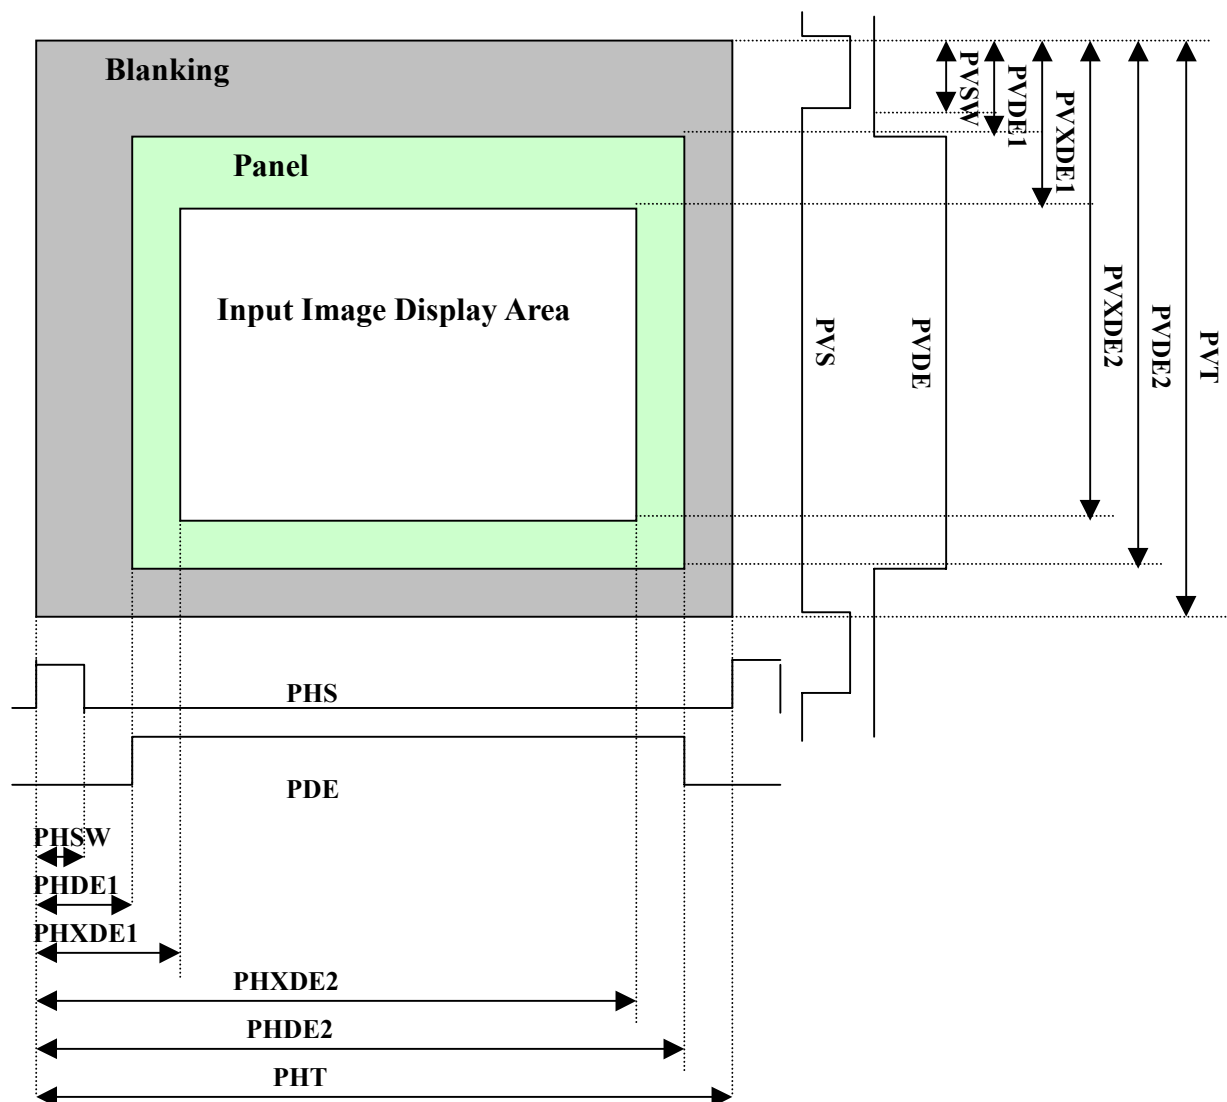 Blanking
Panel
Input Image Display Area
PVSW
PVDE1
PVXDE1
PVS
PVDE
PVXDE2
PVDE2
PVT
PHS
PDE
PHSW
PHDE1
PHXDE1
PHXDE2
PHDE2
PHT